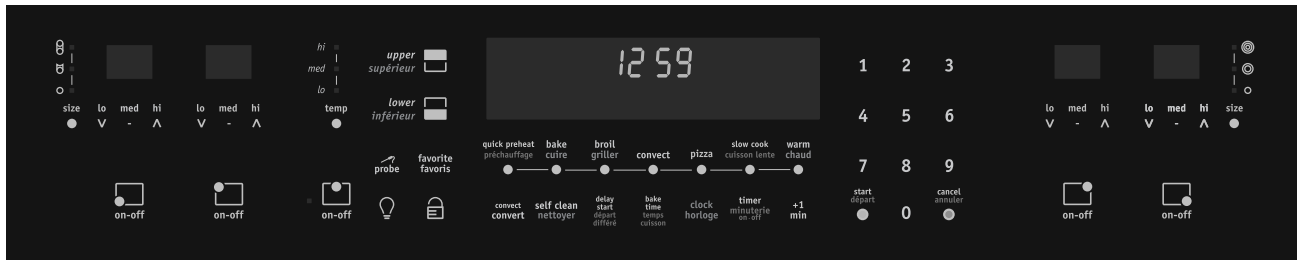 12 59
hi
med
lo
upper
supérieur
lower
inférieur
size
lo med hi
lo med hi
temp
1 2 3
4 5 6
7 8 9
0
lo med hi
lo med hi
size
quick preheat
préchauffage
bake
cuire
broil
griller
convect
pizza
slow cook
cuisson lente
warm
chaud
probe
favorite
favoris
convect
convert
self clean
nettoyer
delay
start
départ
différé
bake
time
temps
cuisson
clock
horloge
timer
minuterie
on-off
+1
min
start
départ
cancel
annuler
on-off
on-off
on-off
on-off
on-off